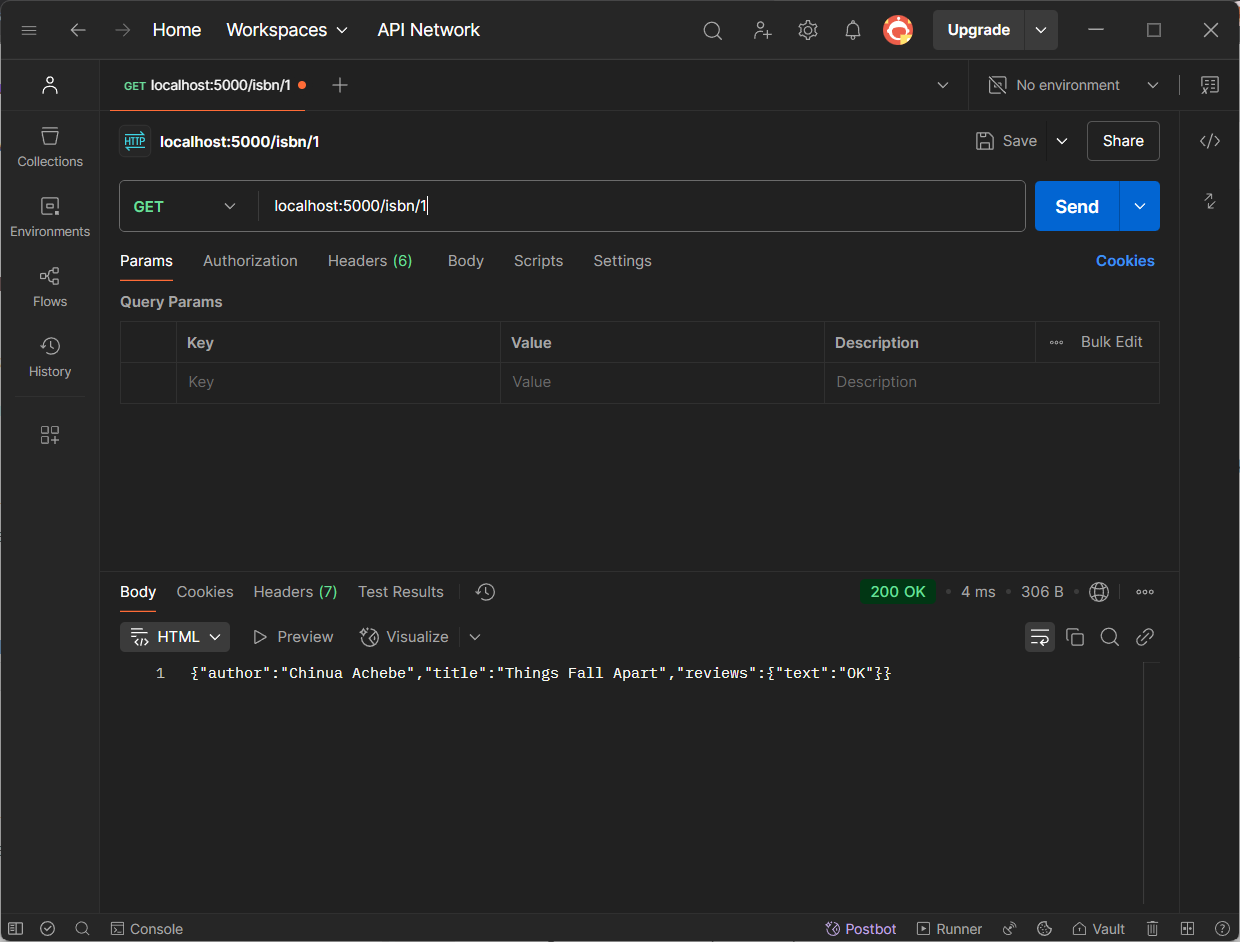 Home Workspaces API Network Upgrade
GET localhost:5000/isbn/1 No environment
HTTP localhost:5000/isbn/1 Save Share
GET localhost:5000/isbn/1 Send
Collections
Environments
Flows
History
Params Authorization Headers (6) Body Scripts Settings Cookies
Query Params
Key Value Description Bulk Edit
Key Value Description
Body Cookies Headers (7) Test Results 200 OK • 4 ms • 306 B •
HTML Preview Visualize
1 {"author":"Chinua Achebe","title":"Things Fall Apart","reviews":{"text":"OK"}}
Console Postbot Runner Vault